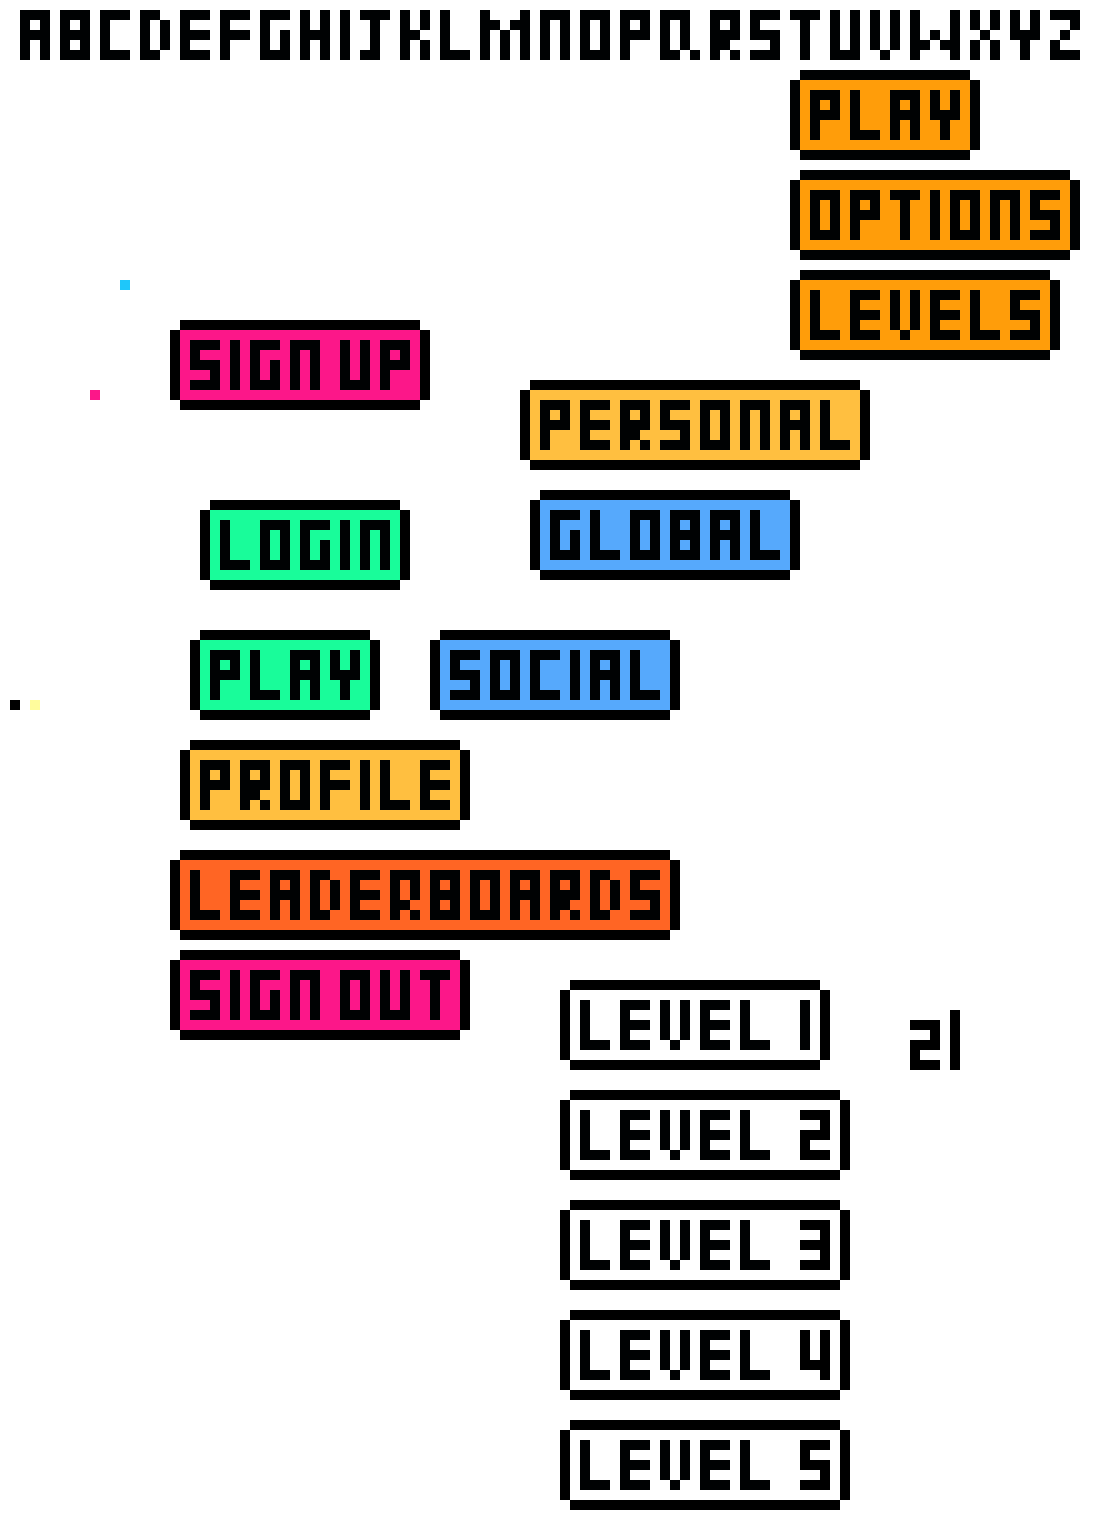 ABCDEFGHIJKLMNOPQRSTUVWXYZ
PLAY
OPTIONS
LEVELS
SIGN UP
PERSONAL
LOGIN
GLOBAL
PLAY
SOCIAL
PROFILE
LEADERBOARDS
SIGN OUT
LEVEL 1
21
LEVEL 2
LEVEL 3
LEVEL 4
LEVEL 5